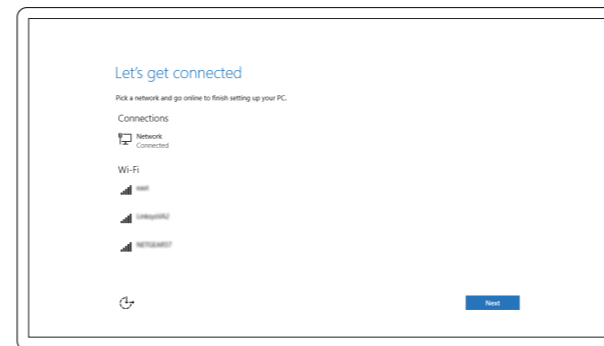 Let's get connected
Pick a network and go online to finish setting up your PC.
Connections
Network
Connected
Wi-Fi
Next